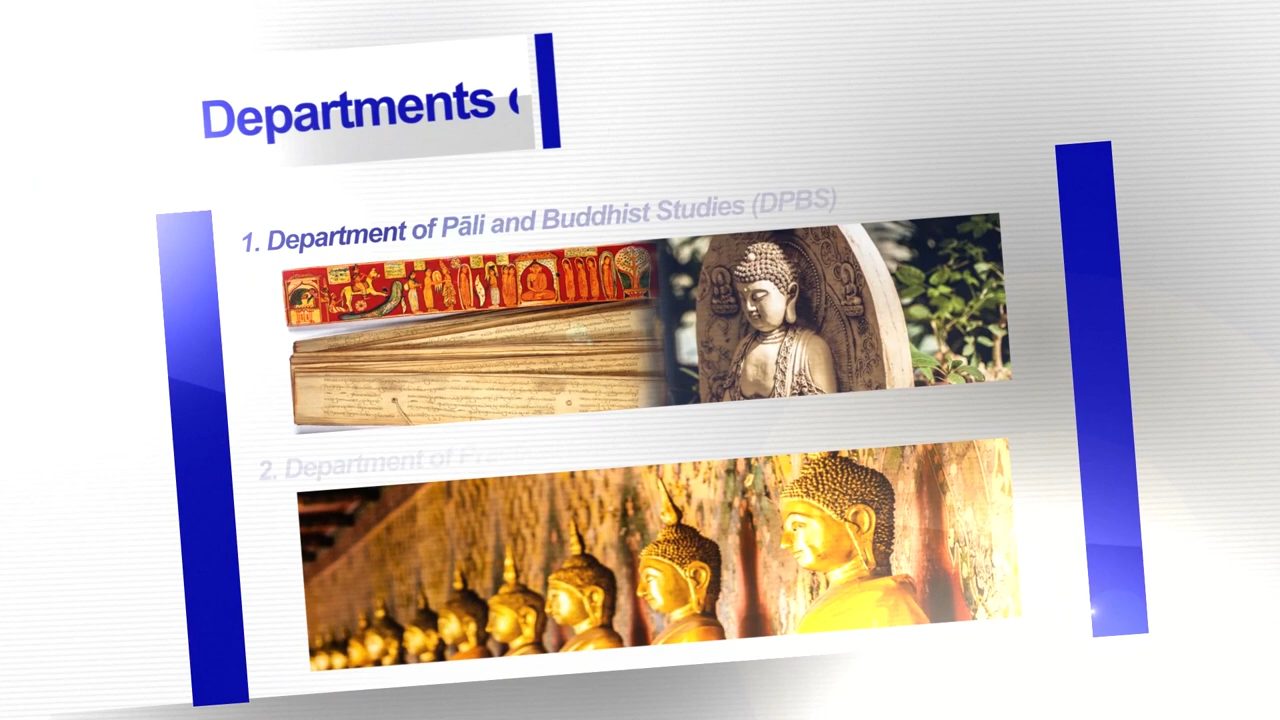 Departments
1. Department of Pāli and Buddhist Studies (DPBS)
2. Department of